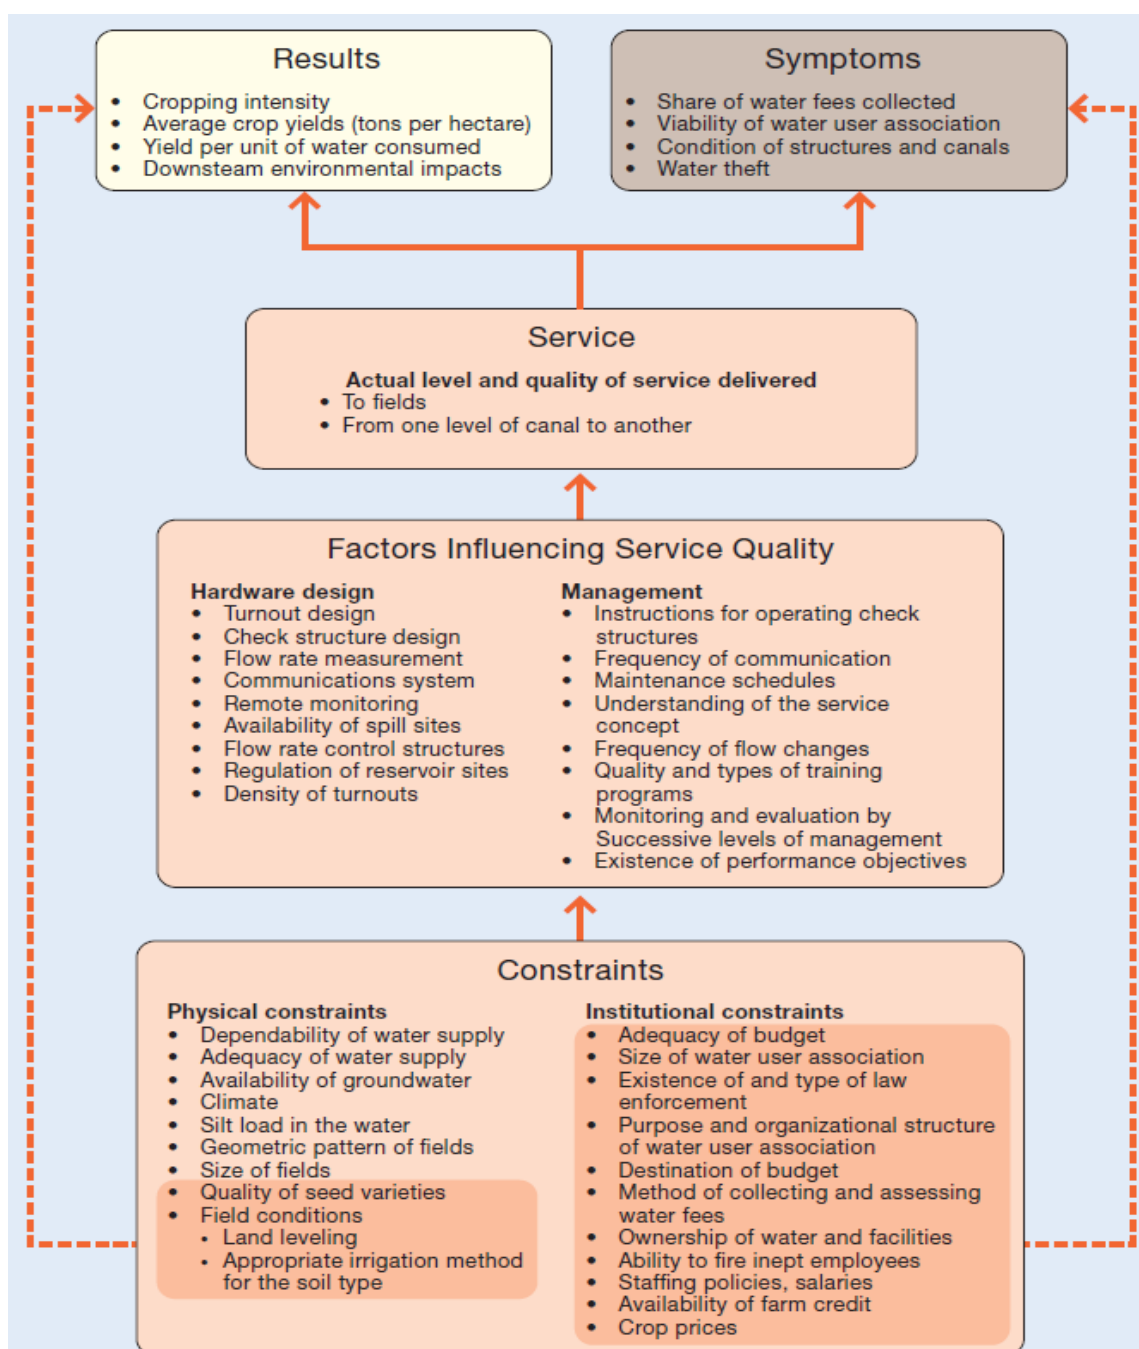 Results
• Cropping intensity
• Average crop yields (tons per hectare)
• Yield per unit of water consumed
• Downsteam environmental impacts
Symptoms
• Share of water fees collected
• Viability of water user association
• Condition of structures and canals
• Water theft
Service
Actual level and quality of service delivered
• To fields
• From one level of canal to another
Factors Influencing Service Quality
Hardware design
• Turnout design
• Check structure design
• Flow rate measurement
• Communications system
• Remote monitoring
• Availability of spill sites
• Flow rate control structures
• Regulation of reservoir sites
• Density of turnouts
Management
• Instructions for operating check
structures
• Frequency of communication
• Maintenance schedules
• Understanding of the service
concept
• Frequency of flow changes
• Quality and types of training
programs
• Monitoring and evaluation by
Successive levels of management
• Existence of performance objectives
Constraints
Physical constraints
• Dependability of water supply
• Adequacy of water supply
• Availability of groundwater
• Climate
• Silt load in the water
• Geometric pattern of fields
• Size of fields
• Quality of seed varieties
• Field conditions
• Land leveling
• Appropriate irrigation method
for the soil type
Institutional constraints
• Adequacy of budget
• Size of water user association
• Existence of and type of law
enforcement
• Purpose and organizational structure
of water user association
• Destination of budget
• Method of collecting and assessing
water fees
• Ownership of water and facilities
• Ability to fire inept employees
• Staffing policies, salaries
• Availability of farm credit
• Crop prices